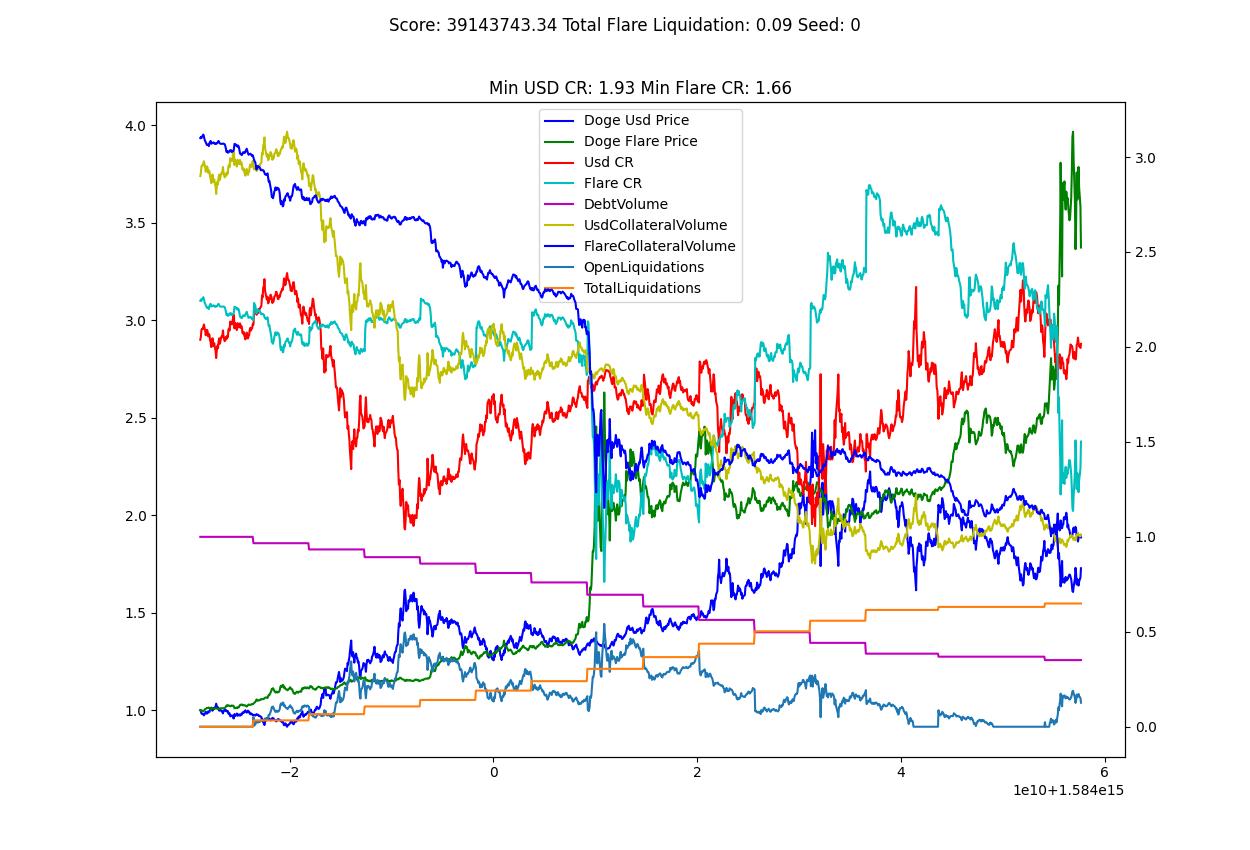 Score: 39143743.34 Total Flare Liquidation: 0.09 Seed: 0
Min USD CR: 1.93 Min Flare CR: 1.66
Doge Usd Price
Doge Flare Price
Usd CR
Flare CR
DebtVolume
UsdCollateralVolume
FlareCollateralVolume
OpenLiquidations
TotalLiquidations
4.0
3.5
3.0
2.5
2.0
1.5
1.0
3.0
2.5
2.0
1.5
1.0
0.5
0.0
−2
0
2
4
6
1e10+1.584e15